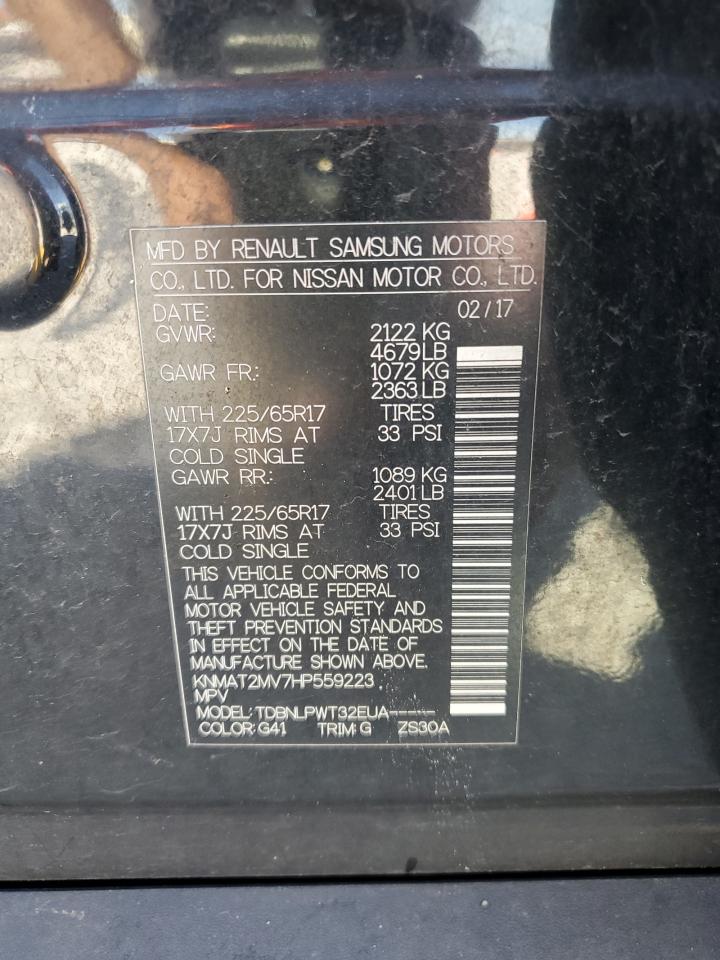 MFD BY RENAULT SAMSUNG MOTORS
CO., LTD. FOR NISSAN MOTOR CO., LTD.
DATE: 02/17
GVWR: 2122 KG
4679 LB
GAWR FR.: 1072 KG
2363 LB
WITH 225/65R17 TIRES
17X7J RIMS AT 33 PSI
COLD SINGLE
GAWR RR.: 1089 KG
2401 LB
WITH 225/65R17 TIRES
17X7J RIMS AT 33 PSI
COLD SINGLE
THIS VEHICLE CONFORMS TO
ALL APPLICABLE FEDERAL
MOTOR VEHICLE SAFETY AND
THEFT PREVENTION STANDARDS
IN EFFECT ON THE DATE OF
MANUFACTURE SHOWN ABOVE.
KNMAT2MV7HP559223
MPV
MODEL: TDBNLPWT32EUA-----
COLOR: G41 TRIM: G ZS30A